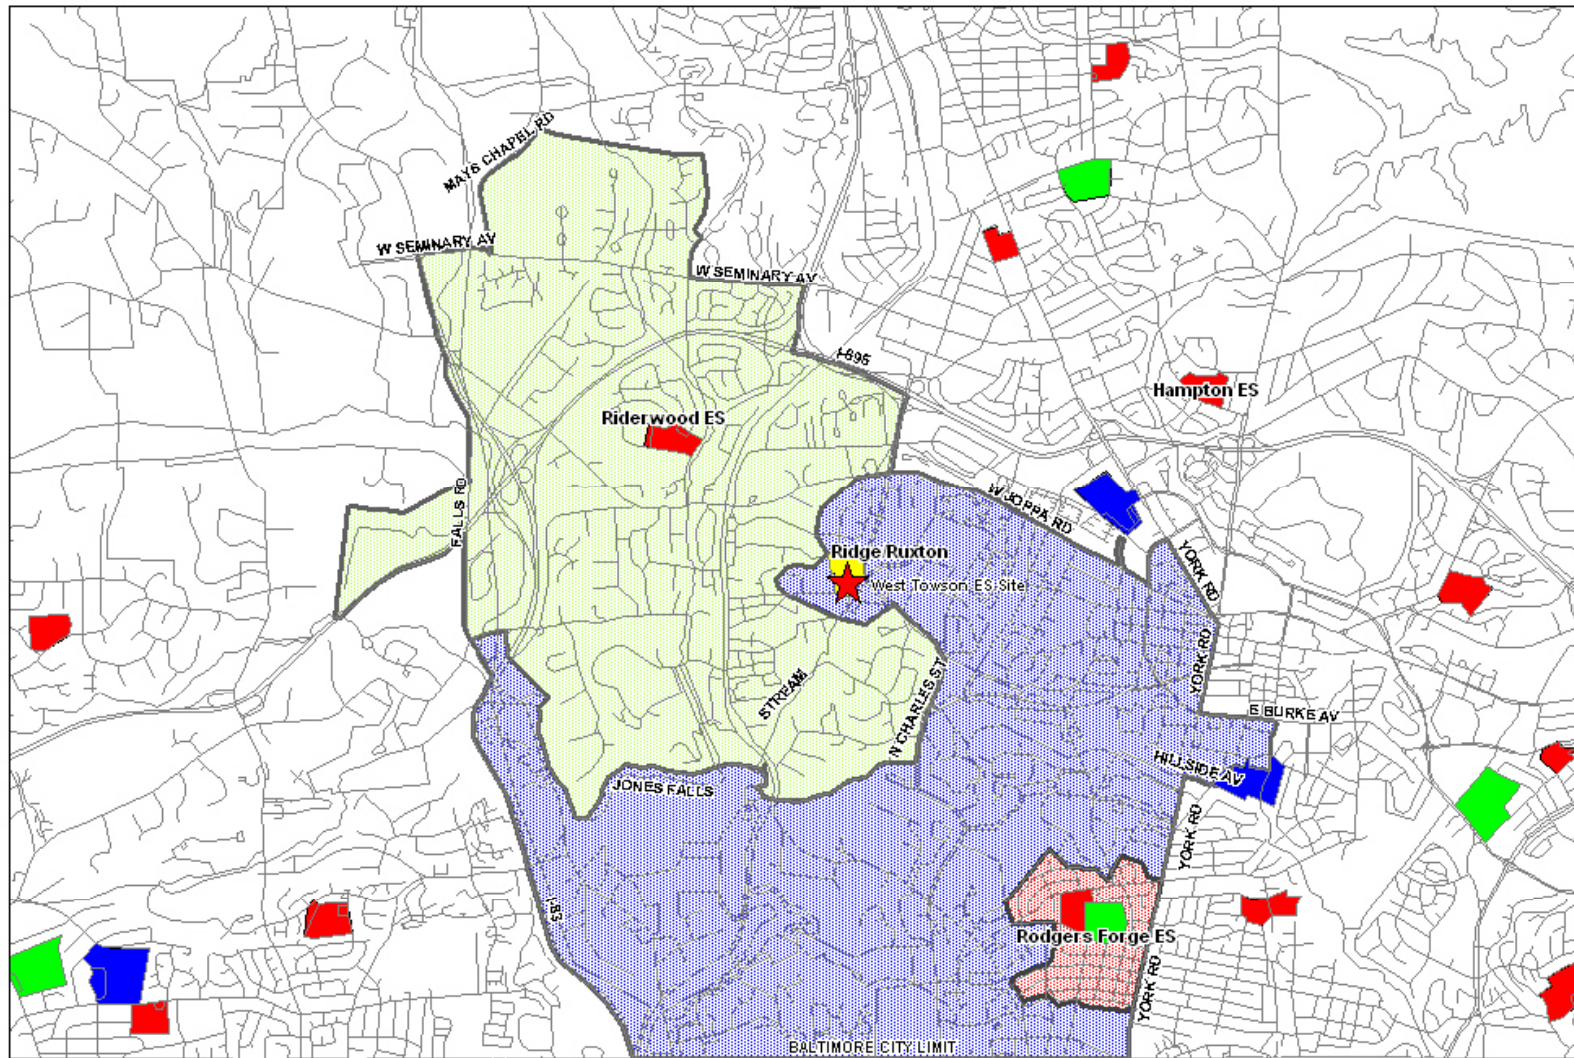 MAYS CHAPEL RD
W SEMINARY AV
W SEMINARY AV
I-695
Hampton ES
Riderwood ES
FALLS RD
W JOPPA RD
YORK RD
Ridge Ruxton
West Towson ES Site
YORK RD
STREAM
N CHARLES ST
E BURKE AV
HILLSIDE AV
JONES FALLS
YORK RD
I-83
Rodgers Forge ES
YORK RD
BALTIMORE CITY LIMIT